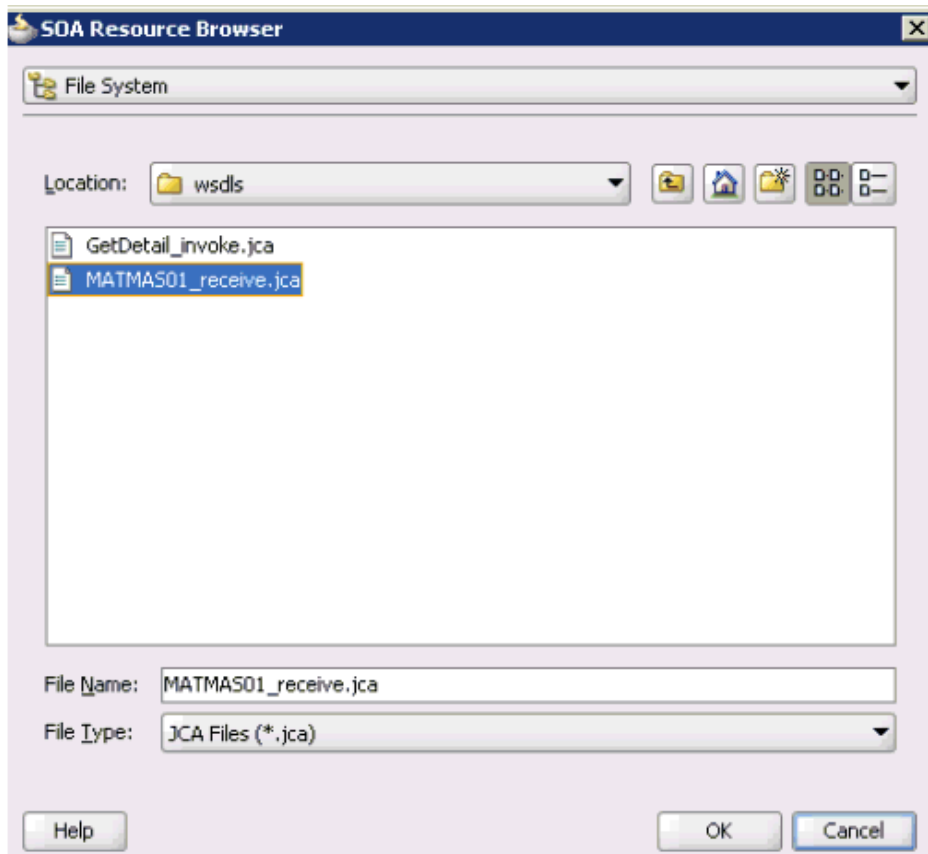 SOA Resource Browser
File System
Location: wsdls
GetDetail_invoke.jca
MATMAS01_receive.jca
File Name: MATMAS01_receive.jca
File Type: JCA Files (*.jca)
Help OK Cancel